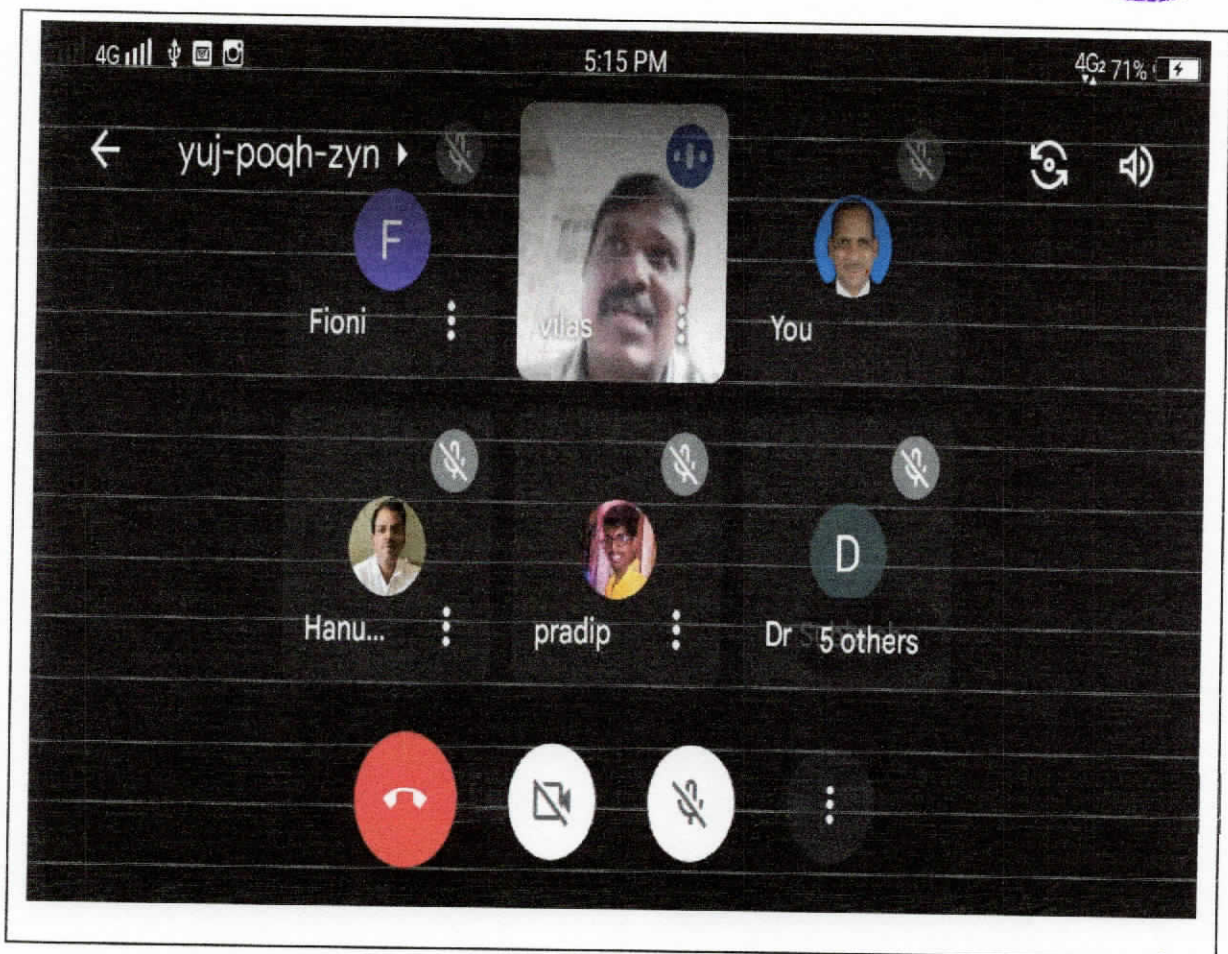 4G 5:15 PM 4G2 71%
yuj-poqh-zyn
F
Fioni vilas You
D
Hanu... pradip Dr 5 others